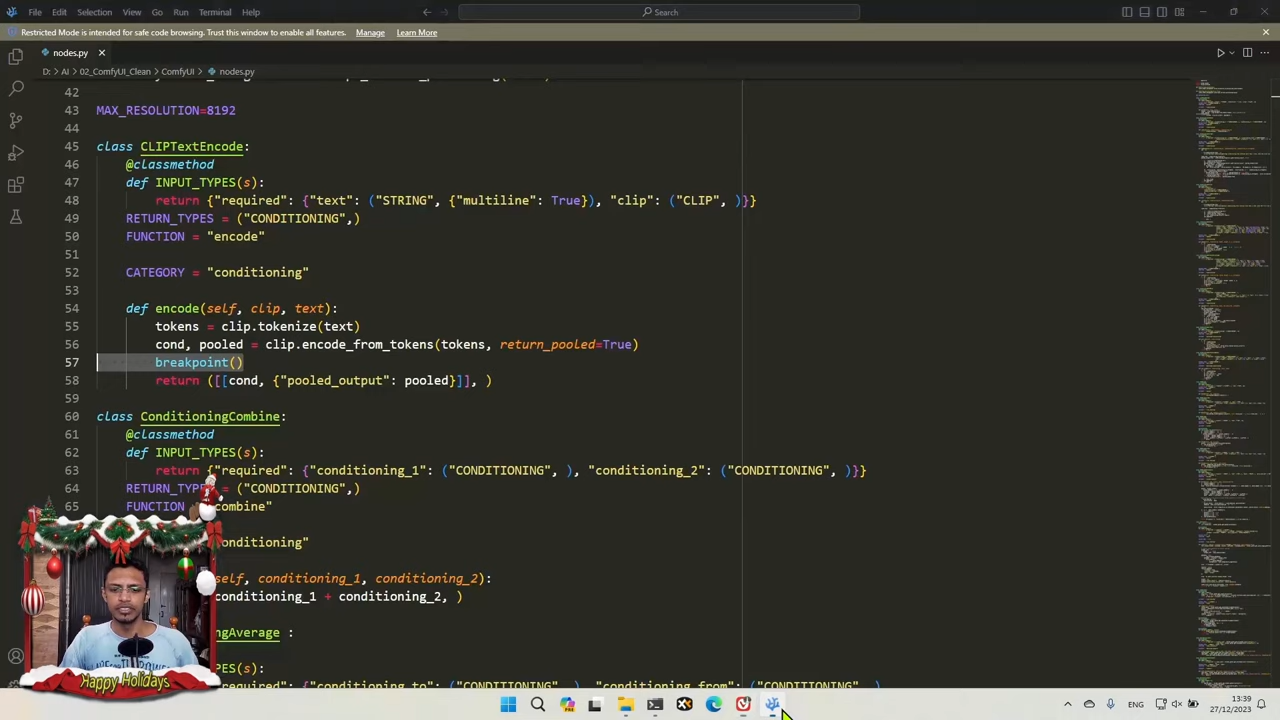 File Edit Selection View Go Run Terminal Help
Search
Restricted Mode is intended for safe code browsing. Trust this window to enable all features. Manage Learn More
nodes.py
D: > AI > 02_ComfyUI_Clean > ComfyUI > nodes.py
42
43 MAX_RESOLUTION=8192
44
45 class CLIPTextEncode:
46 @classmethod
47 def INPUT_TYPES(s):
48 return {"required": {"text": ("STRING", {"multiline": True}), "clip": ("CLIP", )}}
49 RETURN_TYPES = ("CONDITIONING",)
50 FUNCTION = "encode"
51
52 CATEGORY = "conditioning"
53
54 def encode(self, clip, text):
55 tokens = clip.tokenize(text)
56 cond, pooled = clip.encode_from_tokens(tokens, return_pooled=True)
57 breakpoint()
58 return ([[cond, {"pooled_output": pooled}]], )
59
60 class ConditioningCombine:
61 @classmethod
62 def INPUT_TYPES(s):
63 return {"required": {"conditioning_1": ("CONDITIONING", ), "conditioning_2": ("CONDITIONING", )}}
64 RETURN_TYPES = ("CONDITIONING",)
65 FUNCTION = "combine"
onditioning"
self, conditioning_1, conditioning_2):
conditioning_1 + conditioning_2, )
ngAverage :
YPES(s):
Happy Holidays
ENG
13:39
27/12/2023